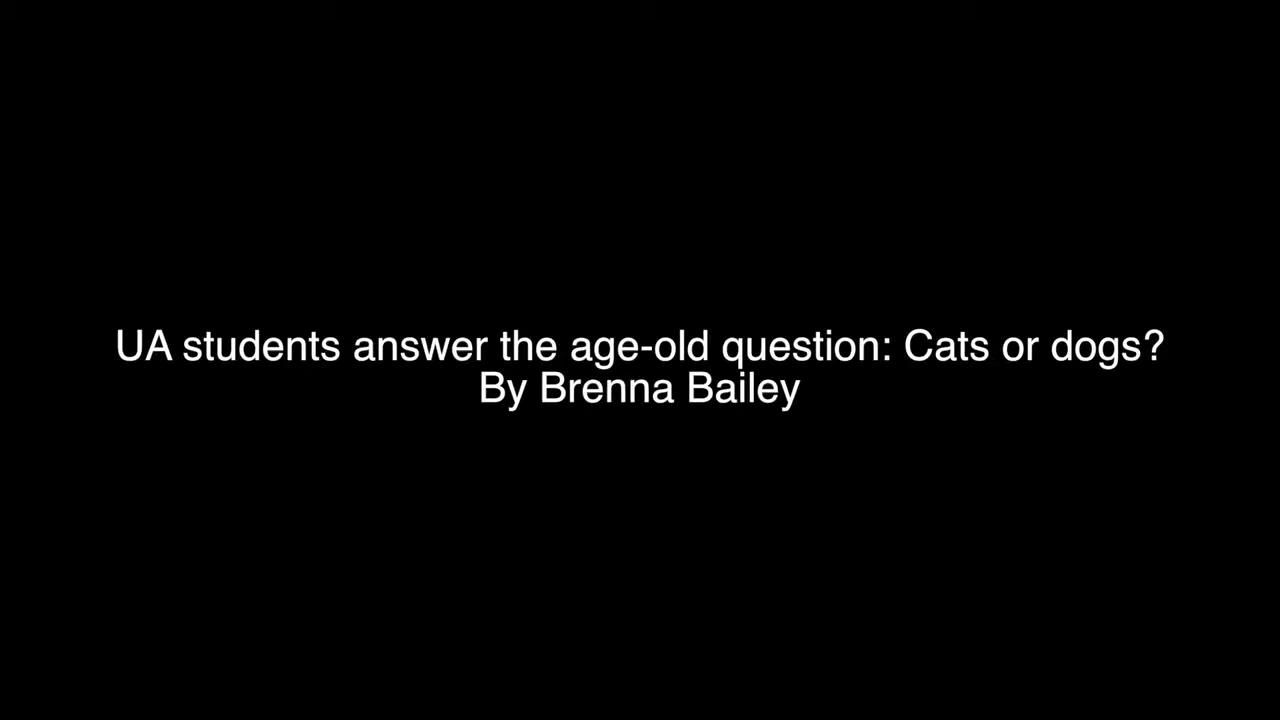 UA students answer the age-old question: Cats or dogs?
By Brenna Bailey